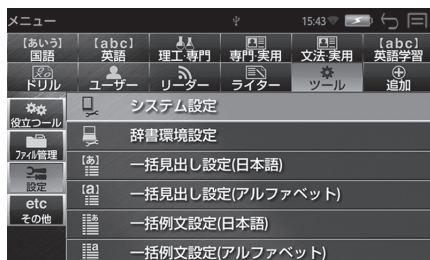 メニュー 15:43
【あいう】 【abc】 【abc】
国語 英語 理工・専門 専門・実用 文法・実用 英語学習
ドリル ユーザー リーダー ライター ツール 追加
役立つツール
ファイル管理
設定
etc
その他
システム設定
辞書環境設定
[あ] 一括見出し設定(日本語)
[a] 一括見出し設定(アルファベット)
あ 一括例文設定(日本語)
a 一括例文設定(アルファベット)